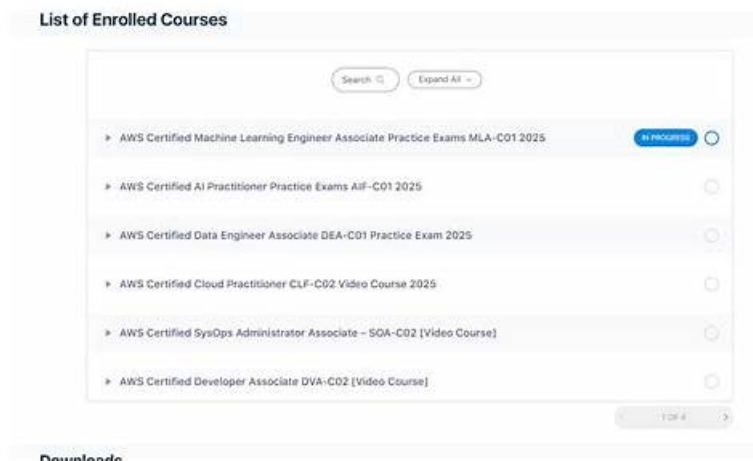 List of Enrolled Courses
Search
Expand All
AWS Certified Machine Learning Engineer Associate Practice Exams MLA-C01 2025
IN PROGRESS
AWS Certified AI Practitioner Practice Exams AIF-C01 2025
AWS Certified Data Engineer Associate DEA-C01 Practice Exam 2025
AWS Certified Cloud Practitioner CLF-C02 Video Course 2025
AWS Certified SysOps Administrator Associate – SOA-C02 [Video Course]
AWS Certified Developer Associate DVA-C02 [Video Course]
1 OF 4
Downloads